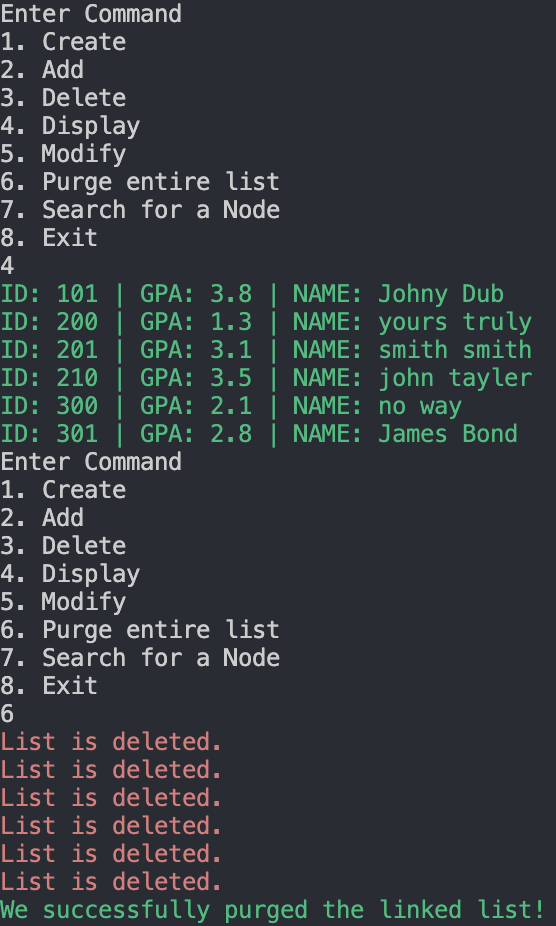 Enter Command
1. Create
2. Add
3. Delete
4. Display
5. Modify
6. Purge entire list
7. Search for a Node
8. Exit
4
ID: 101 | GPA: 3.8 | NAME: Johny Dub
ID: 200 | GPA: 1.3 | NAME: yours truly
ID: 201 | GPA: 3.1 | NAME: smith smith
ID: 210 | GPA: 3.5 | NAME: john tayler
ID: 300 | GPA: 2.1 | NAME: no way
ID: 301 | GPA: 2.8 | NAME: James Bond
Enter Command
1. Create
2. Add
3. Delete
4. Display
5. Modify
6. Purge entire list
7. Search for a Node
8. Exit
6
List is deleted.
List is deleted.
List is deleted.
List is deleted.
List is deleted.
List is deleted.
We successfully purged the linked list!